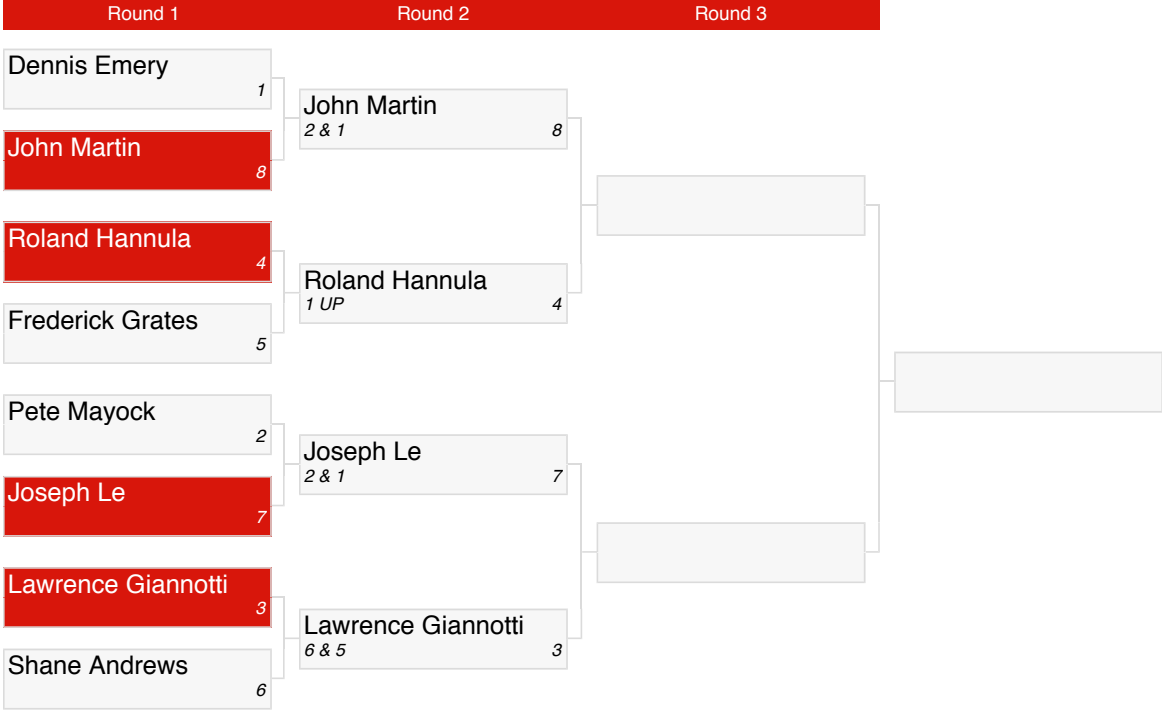 Round 1
Round 2
Round 3
Dennis Emery
1
John Martin
8
Roland Hannula
4
Frederick Grates
5
Pete Mayock
2
Joseph Le
7
Lawrence Giannotti
3
Shane Andrews
6
John Martin
2 & 1 8
Roland Hannula
1 UP 4
Joseph Le
2 & 1 7
Lawrence Giannotti
6 & 5 3